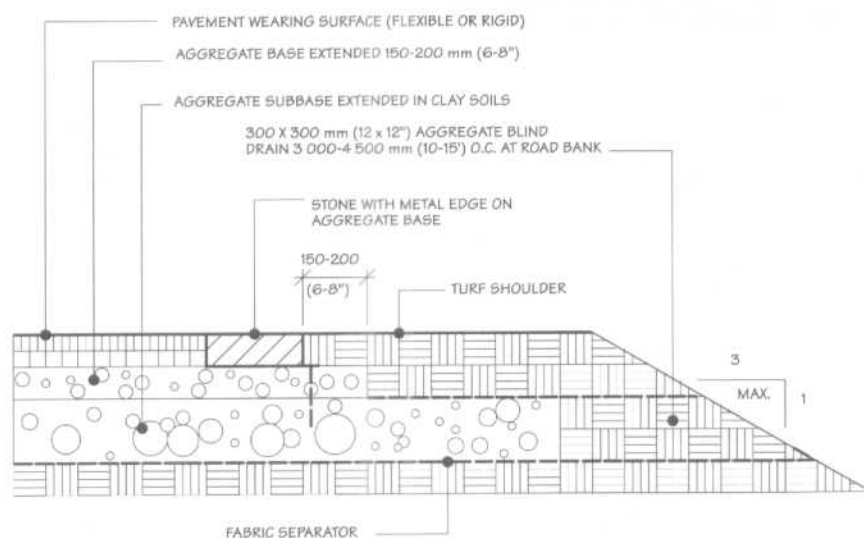 PAVEMENT WEARING SURFACE (FLEXIBLE OR RIGID)
AGGREGATE BASE EXTENDED 150-200 mm (6-8")
AGGREGATE SUBBASE EXTENDED IN CLAY SOILS
300 X 300 mm (12 x 12") AGGREGATE BLIND
DRAIN 3 000-4 500 mm (10-15') O.C. AT ROAD BANK
STONE WITH METAL EDGE ON
AGGREGATE BASE
150-200
(6-8")
TURF SHOULDER
3
MAX.
1
FABRIC SEPARATOR